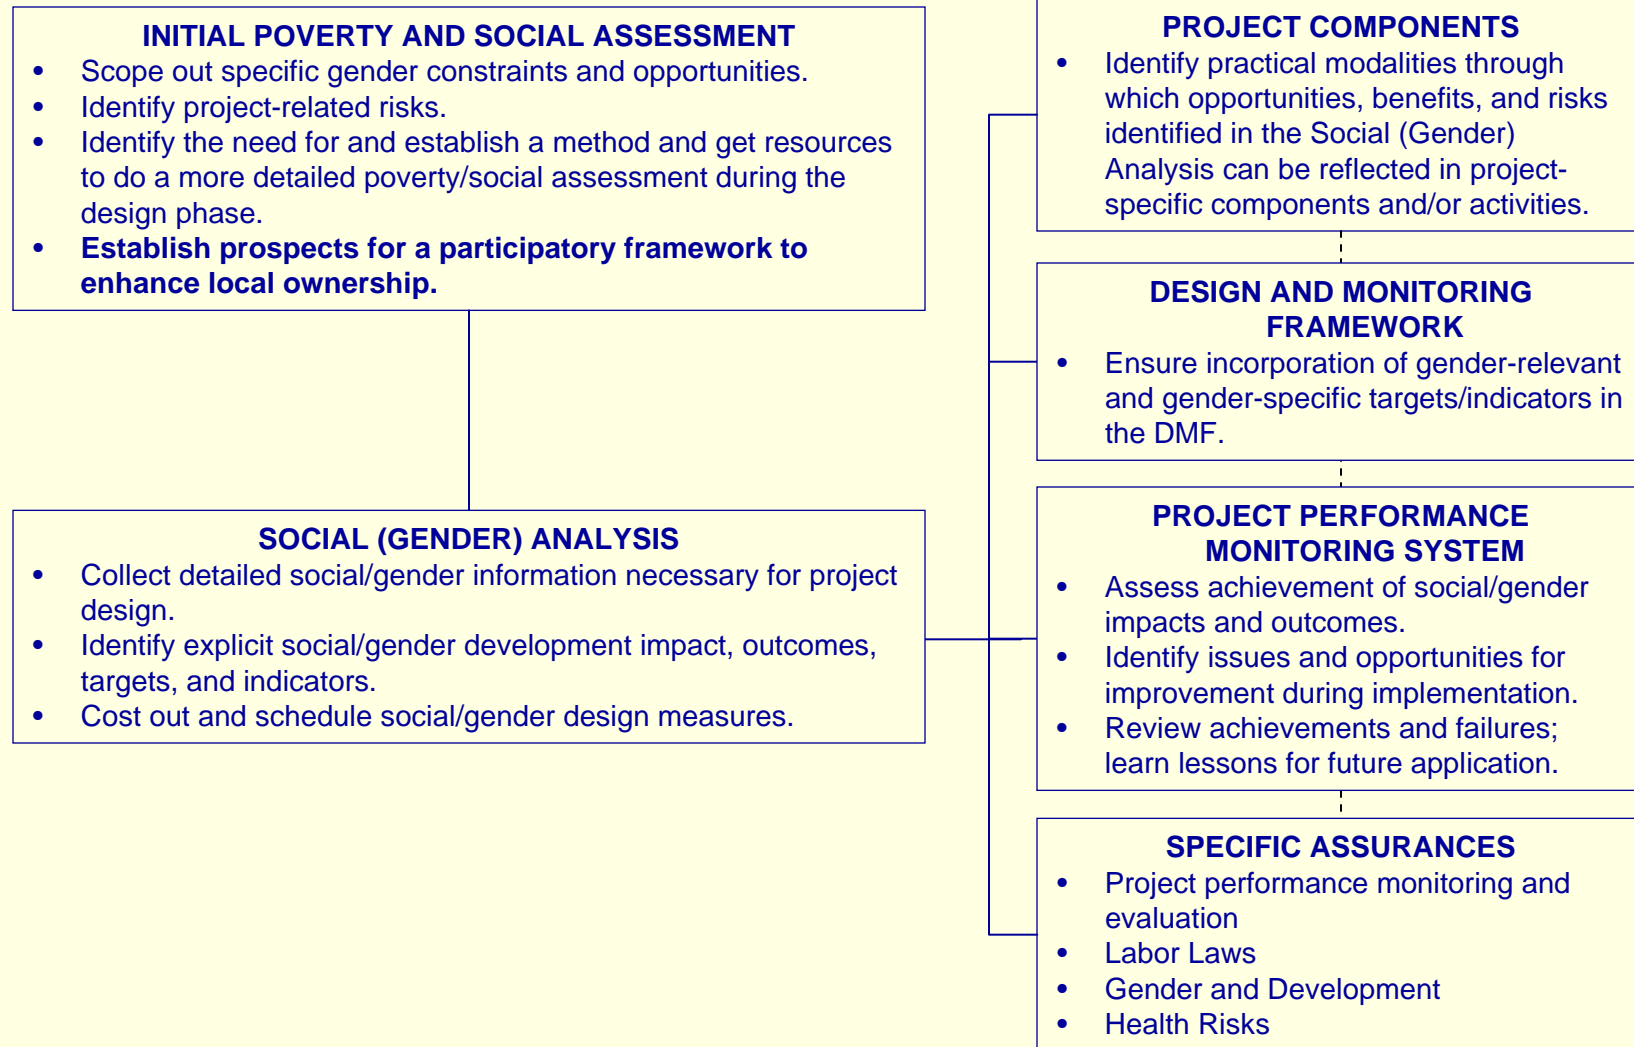 INITIAL POVERTY AND SOCIAL ASSESSMENT
• Scope out specific gender constraints and opportunities.
• Identify project-related risks.
• Identify the need for and establish a method and get resources
to do a more detailed poverty/social assessment during the
design phase.
• Establish prospects for a participatory framework to
enhance local ownership.
SOCIAL (GENDER) ANALYSIS
• Collect detailed social/gender information necessary for project
design.
• Identify explicit social/gender development impact, outcomes,
targets, and indicators.
• Cost out and schedule social/gender design measures.
PROJECT COMPONENTS
• Identify practical modalities through
which opportunities, benefits, and risks
identified in the Social (Gender)
Analysis can be reflected in project-
specific components and/or activities.
DESIGN AND MONITORING
FRAMEWORK
• Ensure incorporation of gender-relevant
and gender-specific targets/indicators in
the DMF.
PROJECT PERFORMANCE
MONITORING SYSTEM
• Assess achievement of social/gender
impacts and outcomes.
• Identify issues and opportunities for
improvement during implementation.
• Review achievements and failures;
learn lessons for future application.
SPECIFIC ASSURANCES
• Project performance monitoring and
evaluation
• Labor Laws
• Gender and Development
• Health Risks